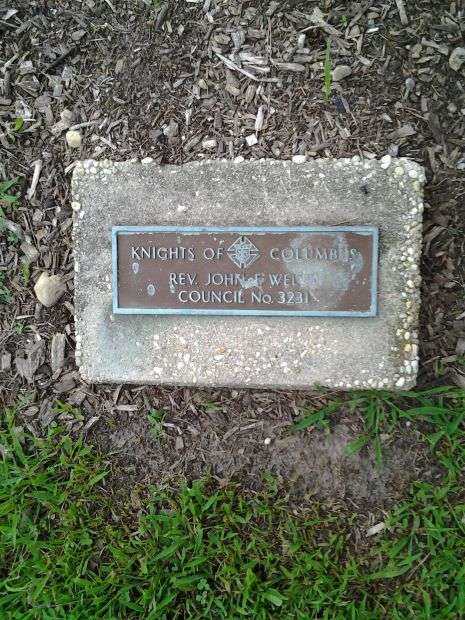 KNIGHTS OF COLUMBUS
REV. JOHN F.
COUNCIL No. 3231